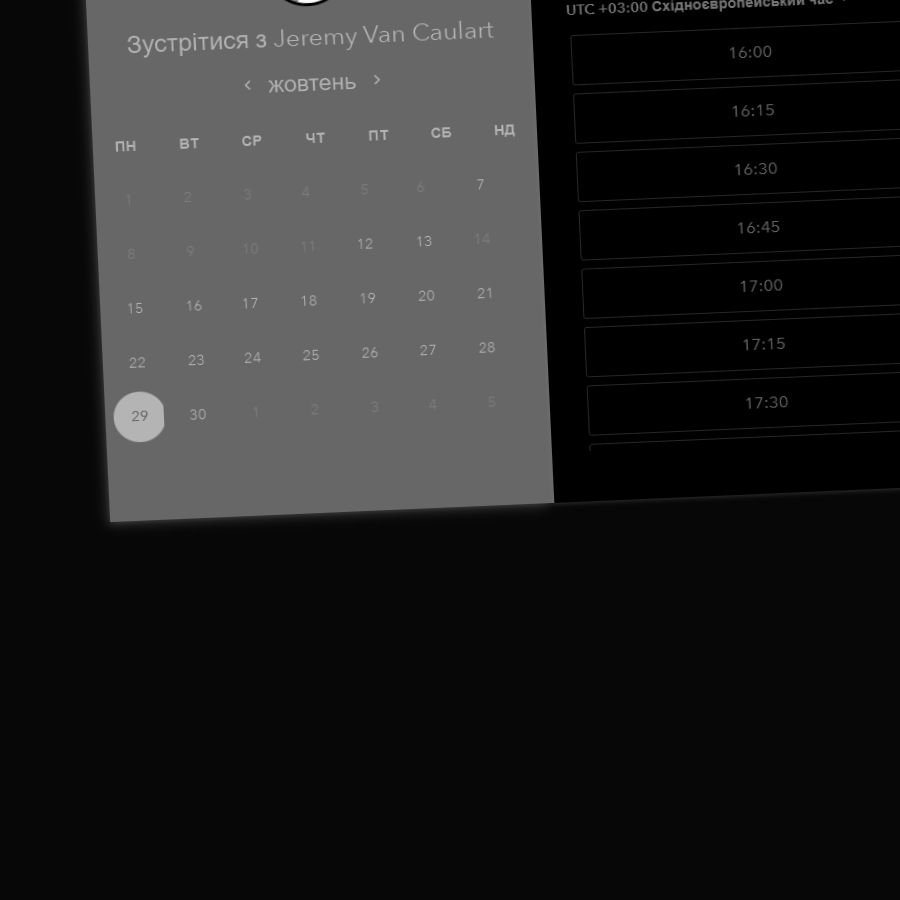 Зустрітися з Jeremy Van Caulart
жовтень
ПН ВТ СР ЧТ ПТ СБ НД
1 2 3 4 5 6 7
8 9 10 11 12 13 14
15 16 17 18 19 20 21
22 23 24 25 26 27 28
29 30 1 2 3 4 5
UTC +03:00 Східноєвропейський час
16:00
16:15
16:30
16:45
17:00
17:15
17:30